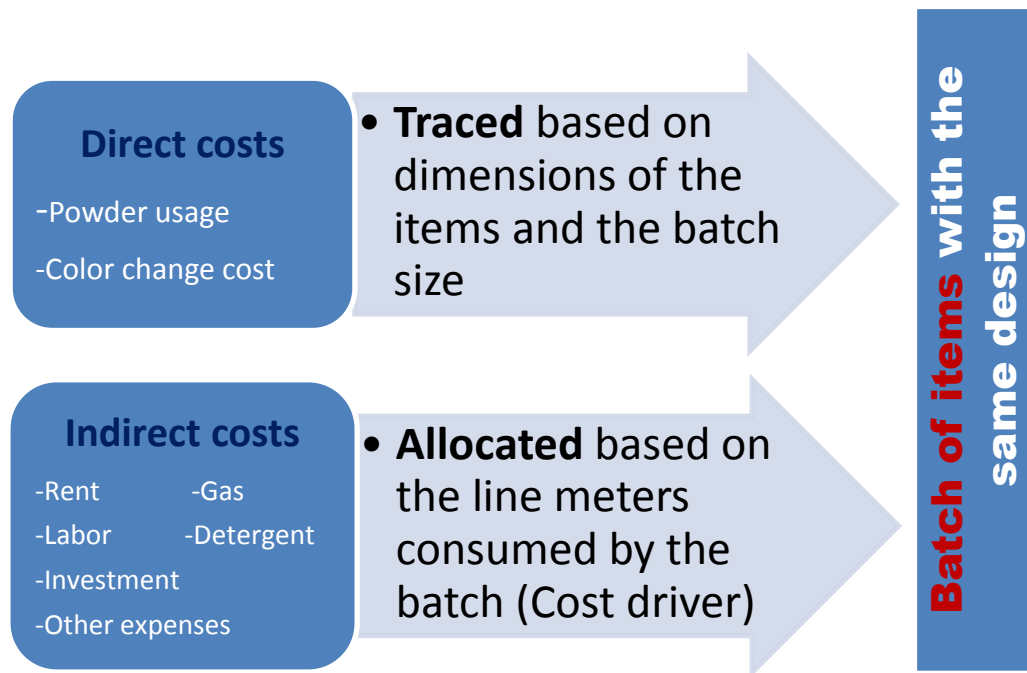 Direct costs
-Powder usage
-Color change cost
• Traced based on
dimensions of the
items and the batch
size
Indirect costs
-Rent -Gas
-Labor -Detergent
-Investment
-Other expenses
• Allocated based on
the line meters
consumed by the
batch (Cost driver)
Batch of items with the
same design